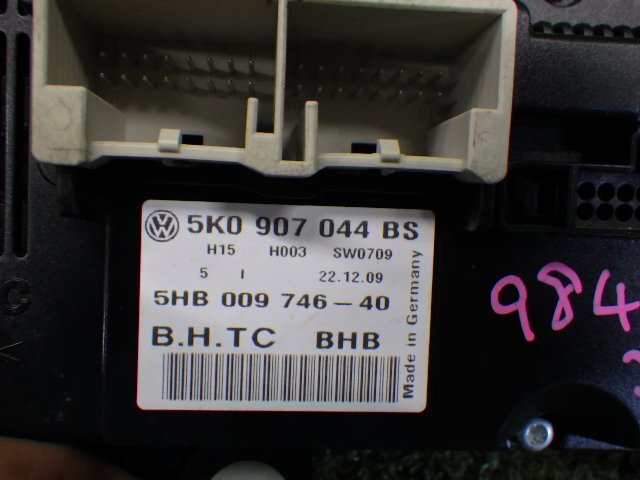 VW 5K0 907 044 BS
H15 H003 SW0709
5 I 22.12.09
5HB 009 746-40
B.H.TC BHB
Made in Germany
984